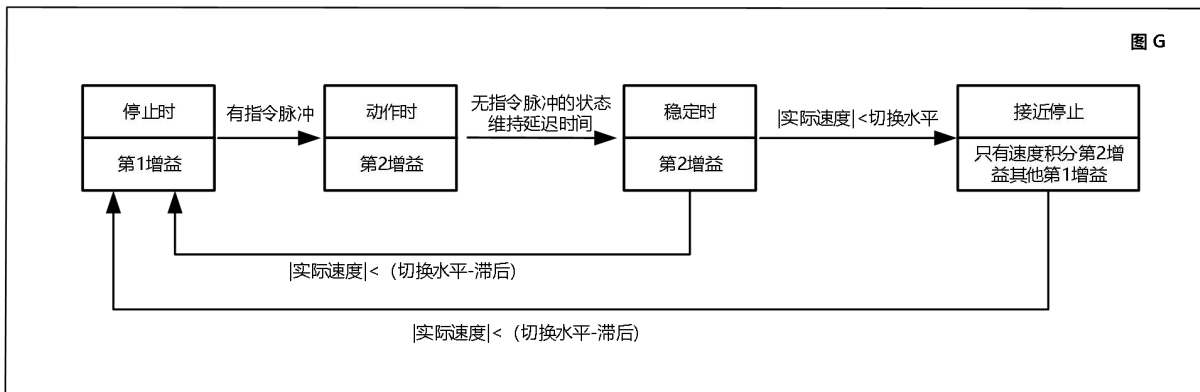 图 G
停止时
第1增益
有指令脉冲
动作时
第2增益
无指令脉冲的状态
维持延迟时间
稳定时
第2增益
|实际速度|<切换水平
接近停止
只有速度积分第2增
益其他第1增益
|实际速度|<（切换水平-滞后）
|实际速度|<（切换水平-滞后）